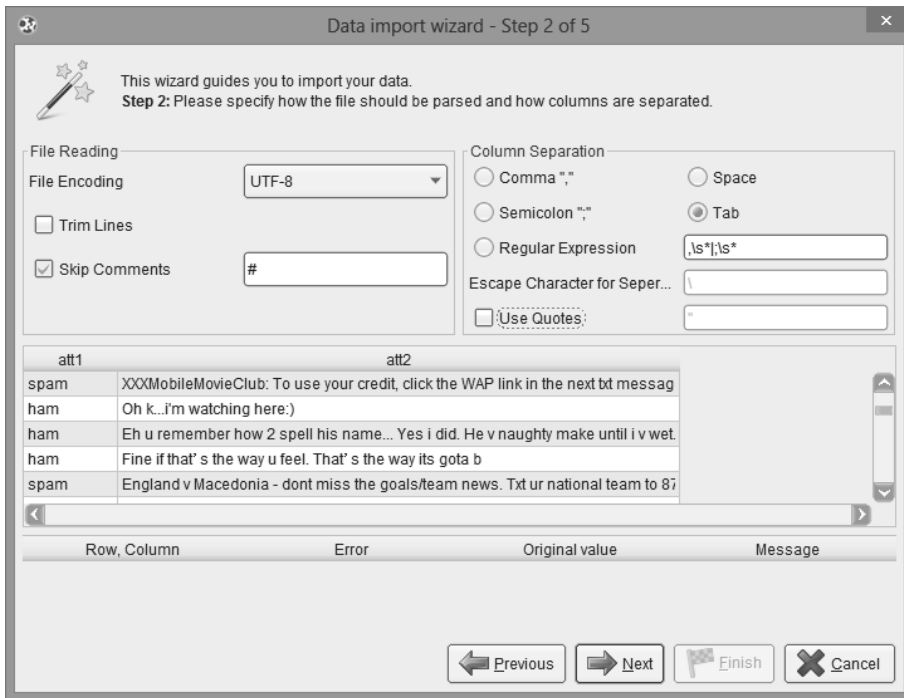 Data import wizard - Step 2 of 5
This wizard guides you to import your data.
Step 2: Please specify how the file should be parsed and how columns are separated.
File Reading
File Encoding UTF-8
Trim Lines
Skip Comments #
Column Separation
Comma "," Space
Semicolon ";" Tab
Regular Expression ,\s*|;\s*
Escape Character for Seper... \
Use Quotes "
att1 att2
spam XXXMobileMovieClub: To use your credit, click the WAP link in the next txt messag
ham Oh k...i'm watching here:)
ham Eh u remember how 2 spell his name... Yes i did. He v naughty make until i v wet.
ham Fine if that’s the way u feel. That’s the way its gota b
spam England v Macedonia - dont miss the goals/team news. Txt ur national team to 87
Row, Column Error Original value Message
Previous Next Finish Cancel